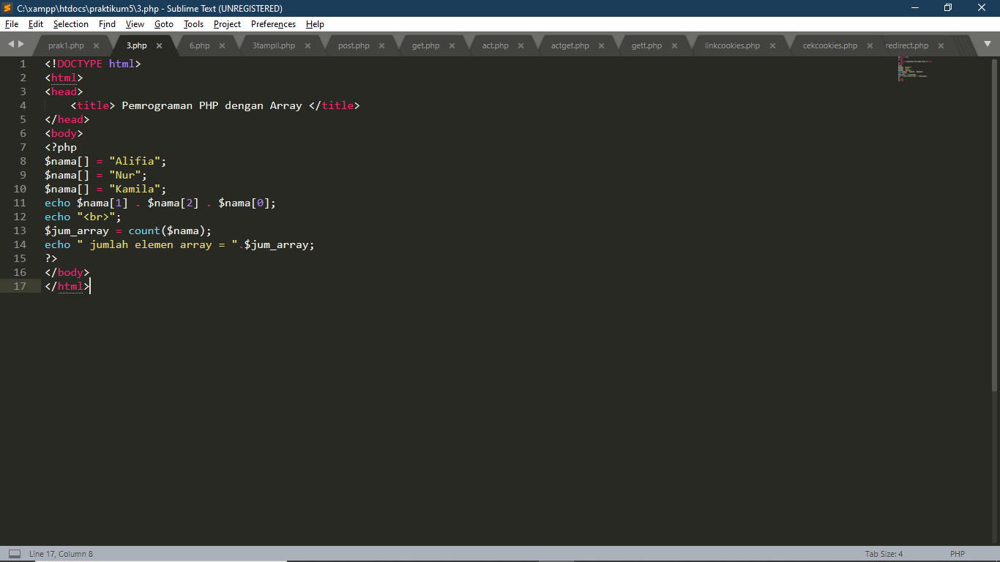 C:\xampp\htdocs\praktikum5\3.php - Sublime Text (UNREGISTERED)
File Edit Selection Find View Goto Tools Project Preferences Help
prak1.php 3.php 6.php 3tampil.php post.php get.php act.php actget.php gett.php linkcookies.php cekcookies.php redirect.php
1 <!DOCTYPE html>
2 <html>
3 <head>
4 <title> Pemrograman PHP dengan Array </title>
5 </head>
6 <body>
7 <?php
8 $nama[] = "Alifia";
9 $nama[] = "Nur";
10 $nama[] = "Kamila";
11 echo $nama[1] . $nama[2] . $nama[0];
12 echo "<br>";
13 $jum_array = count($nama);
14 echo " jumlah elemen array = ".$jum_array;
15 ?>
16 </body>
17 </html>
Line 17, Column 8 Tab Size: 4 PHP